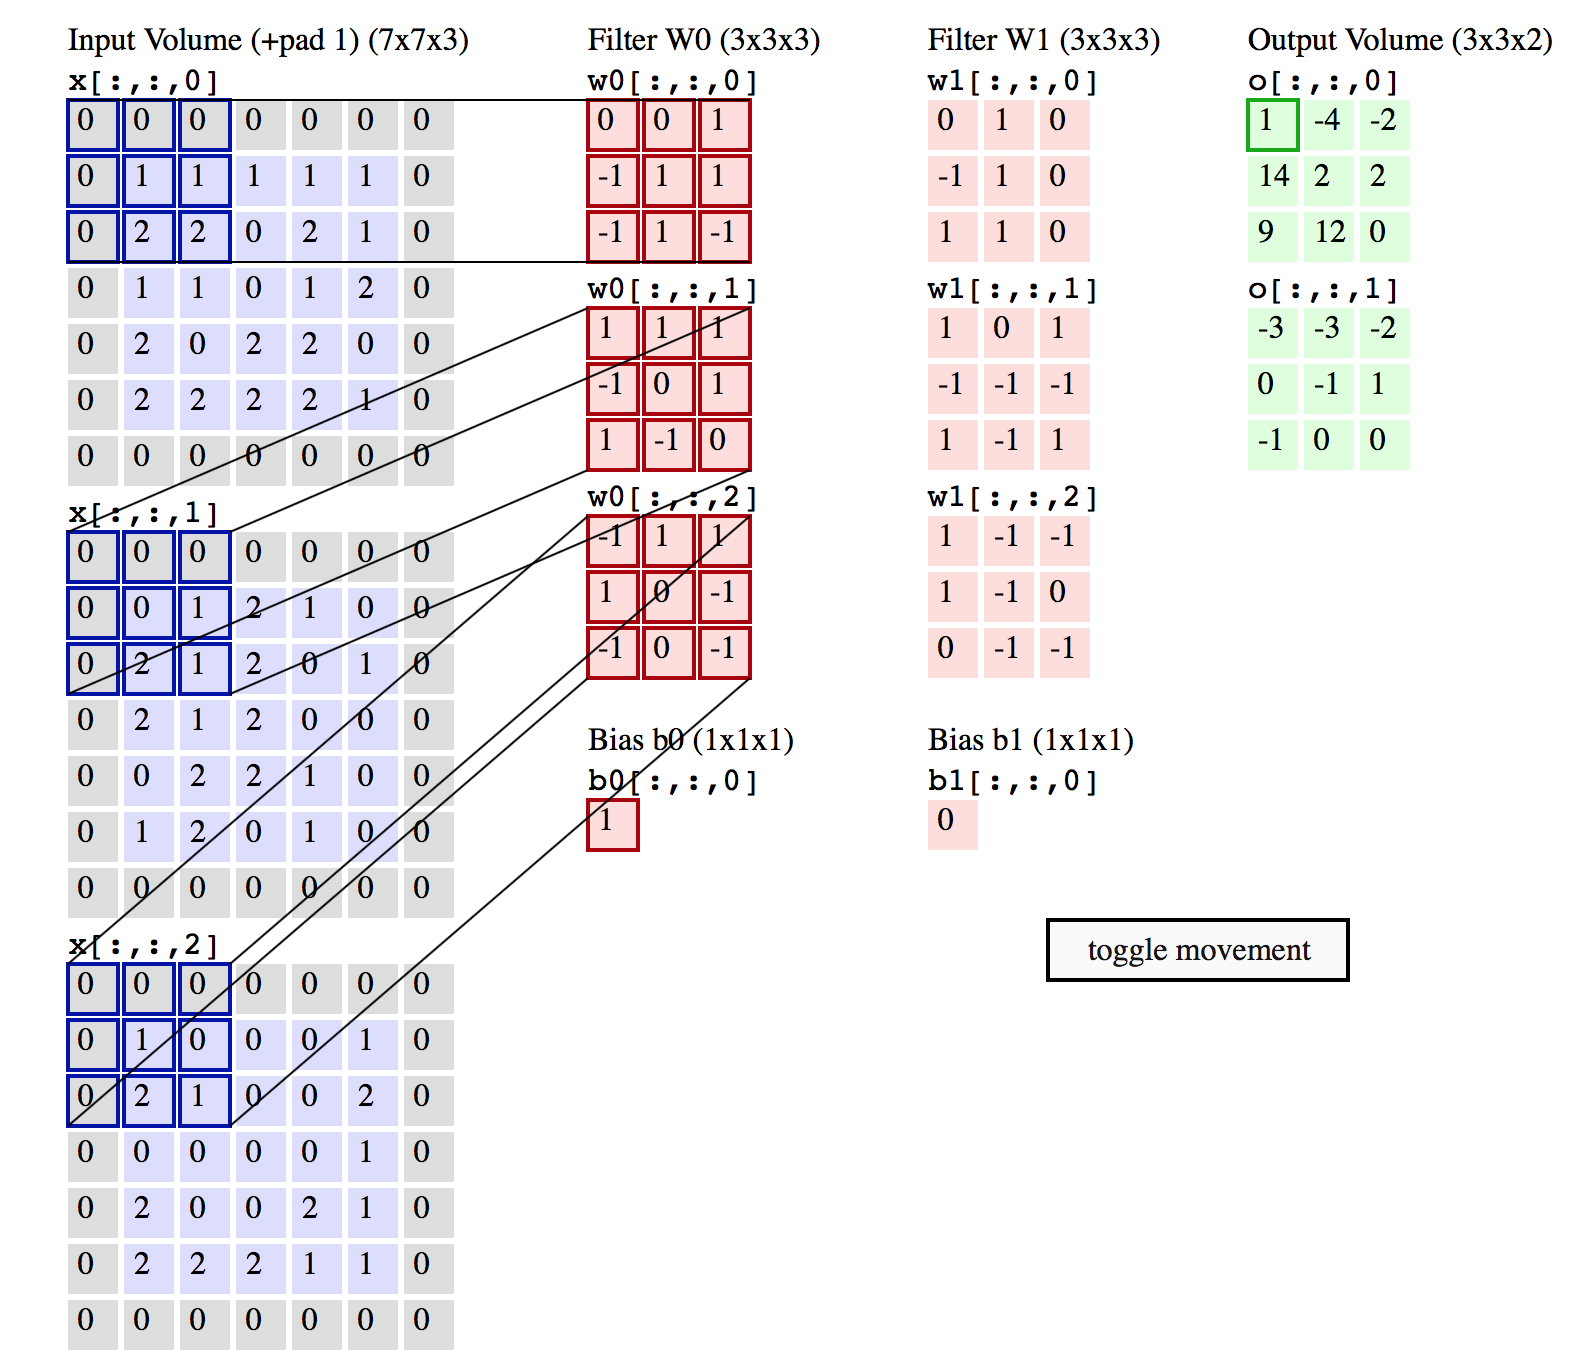 Input Volume (+pad 1) (7x7x3)
x[:,:,0]
0 0 0 0 0 0 0
0 1 1 1 1 1 0
0 2 2 0 2 1 0
0 1 1 0 1 2 0
0 2 0 2 2 0 0
0 2 2 2 2 1 0
0 0 0 0 0 0 0
x[:,:,1]
0 0 0 0 0 0 0
0 0 1 2 1 0 0
0 2 1 2 0 1 0
0 2 1 2 0 0 0
0 0 2 2 1 0 0
0 1 2 0 1 0 0
0 0 0 0 0 0 0
x[:,:,2]
0 0 0 0 0 0 0
0 1 0 0 0 1 0
0 2 1 0 0 2 0
0 0 0 0 0 1 0
0 2 0 0 2 1 0
0 2 2 2 1 1 0
0 0 0 0 0 0 0
Filter W0 (3x3x3)
w0[:,:,0]
0 0 1
-1 1 1
-1 1 -1
w0[:,:,1]
1 1 1
-1 0 1
1 -1 0
w0[:,:,2]
-1 1 1
1 0 -1
-1 0 -1
Bias b0 (1x1x1)
b0[:,:,0]
1
Filter W1 (3x3x3)
w1[:,:,0]
0 1 0
-1 1 0
1 1 0
w1[:,:,1]
1 0 1
-1 -1 -1
1 -1 1
w1[:,:,2]
1 -1 -1
1 -1 0
0 -1 -1
Bias b1 (1x1x1)
b1[:,:,0]
0
Output Volume (3x3x2)
o[:,:,0]
1 -4 -2
14 2 2
9 12 0
o[:,:,1]
-3 -3 -2
0 -1 1
-1 0 0
toggle movement